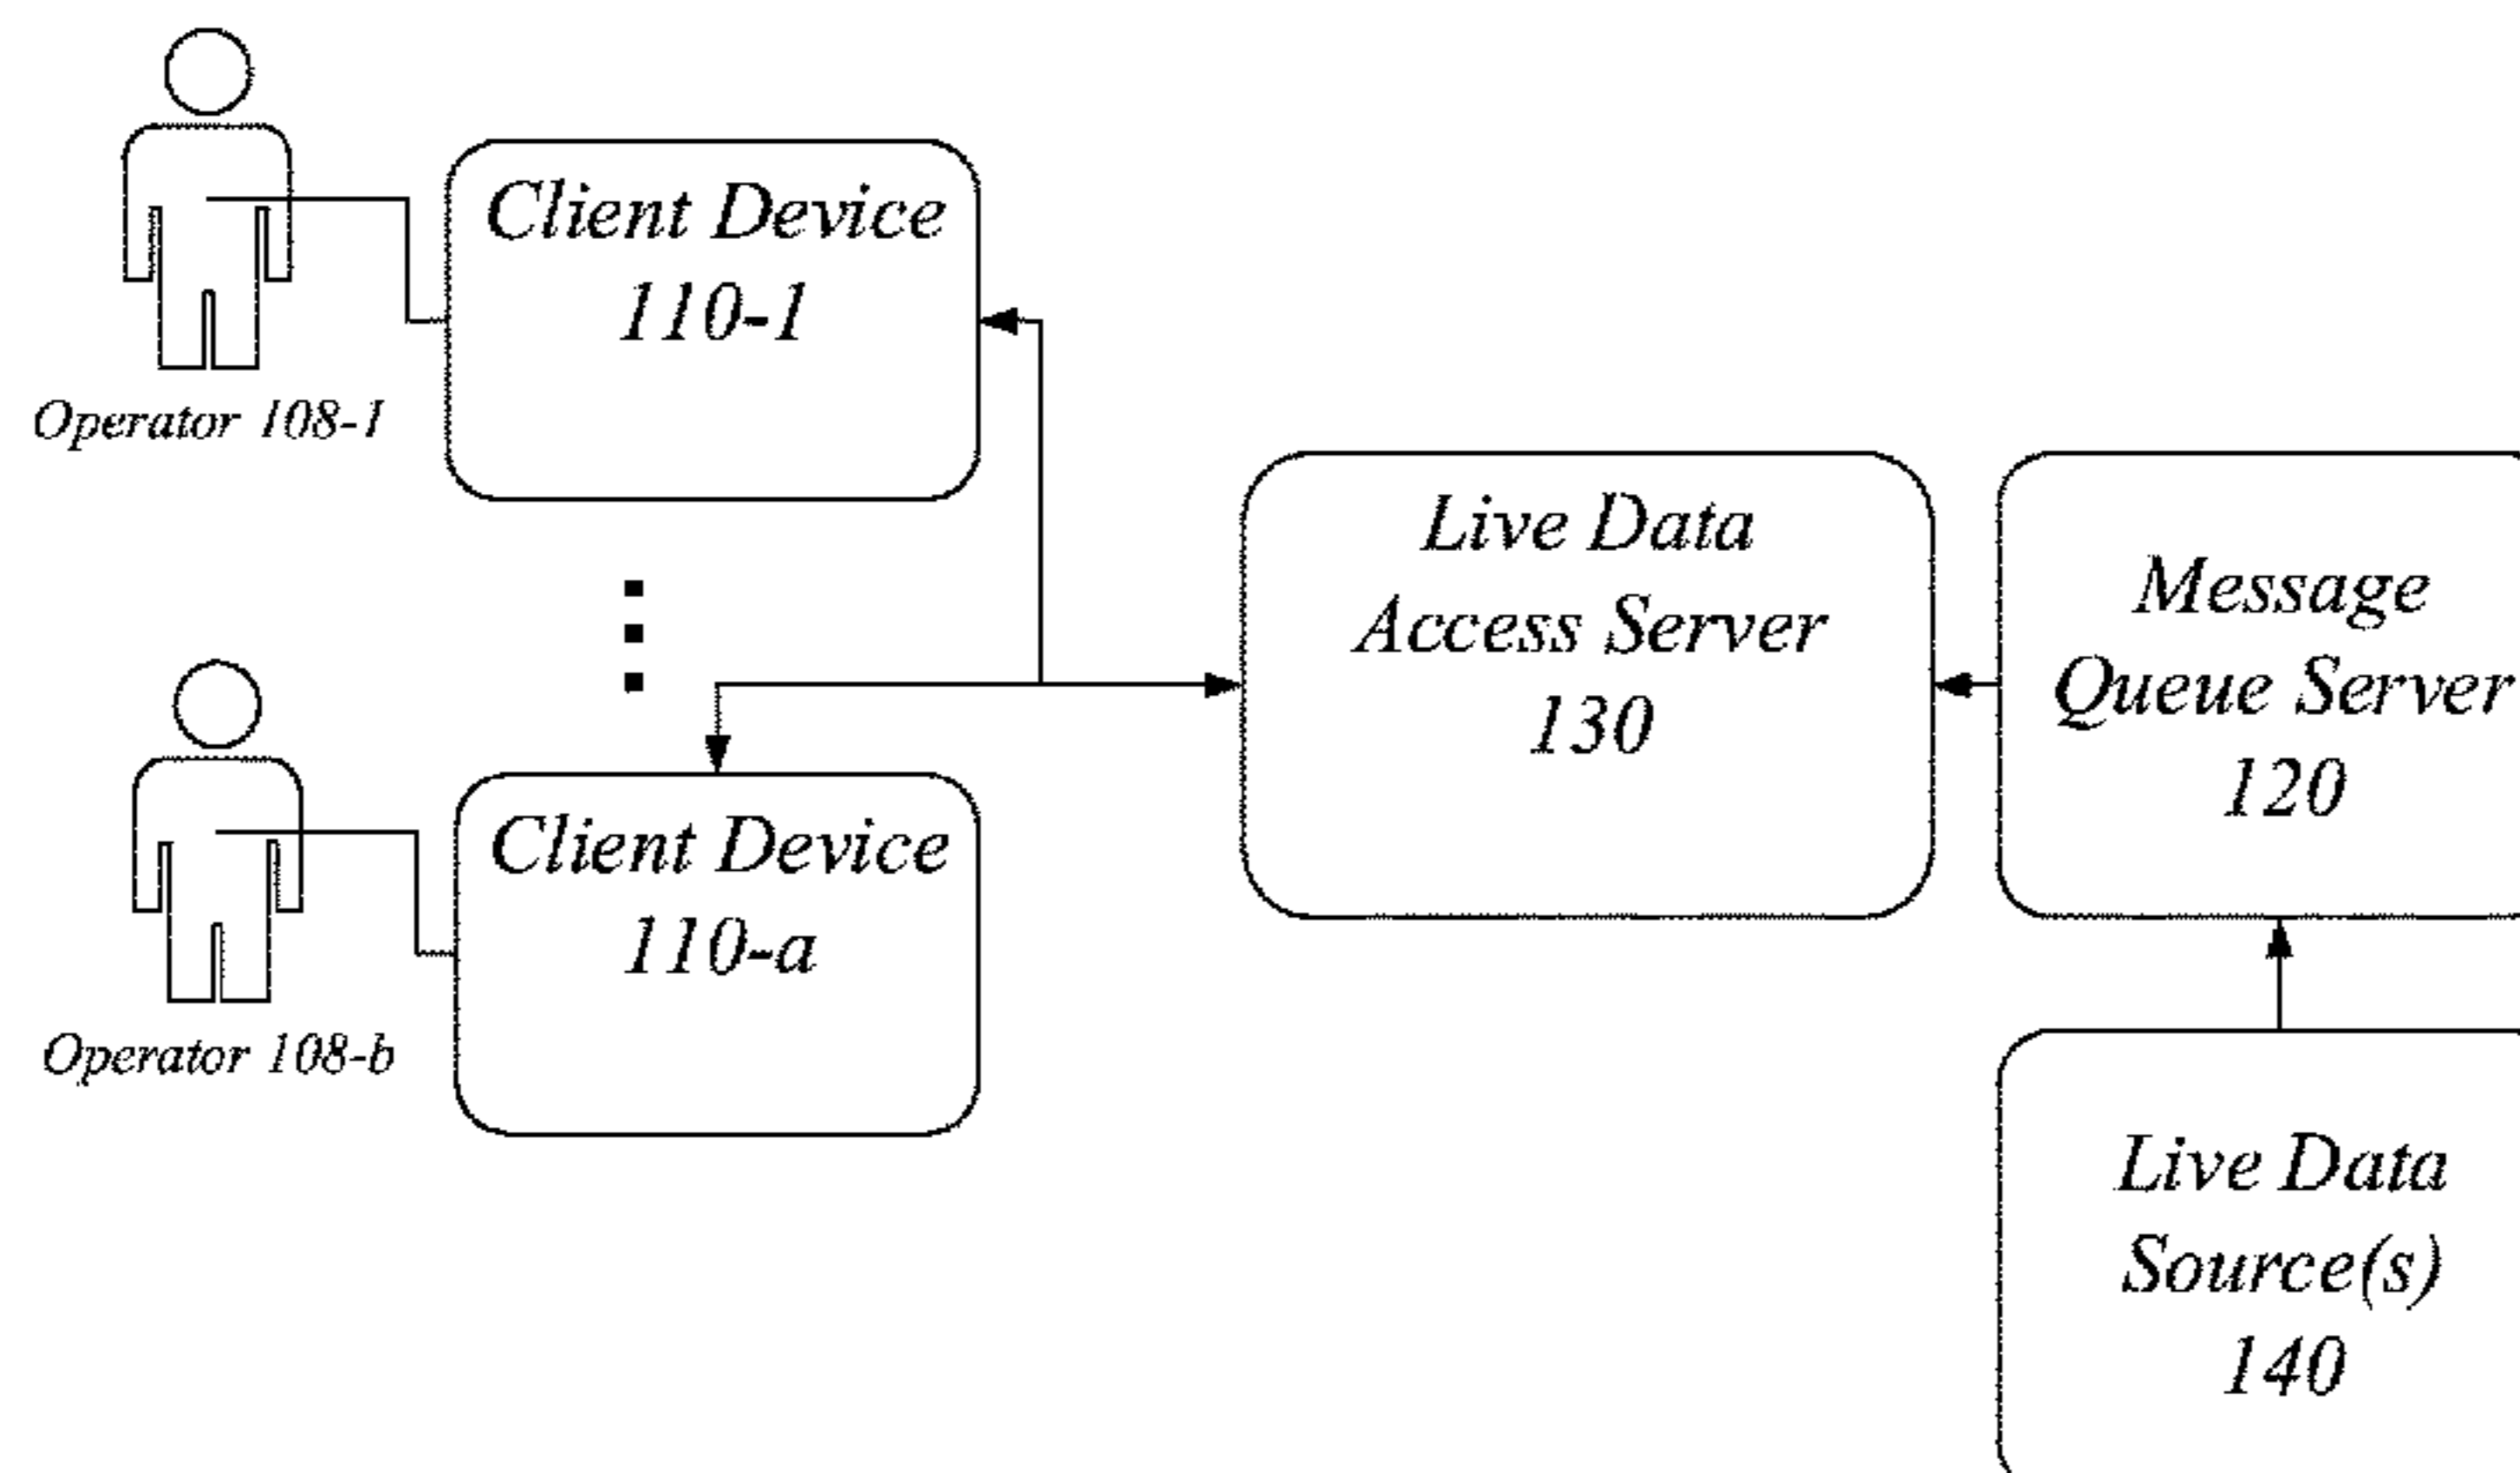 Client Device
110-1
Operator 108-1
Live Data
Access Server
130
Message
Queue Server
120
Client Device
110-a
Operator 108-b
Live Data
Source(s)
140